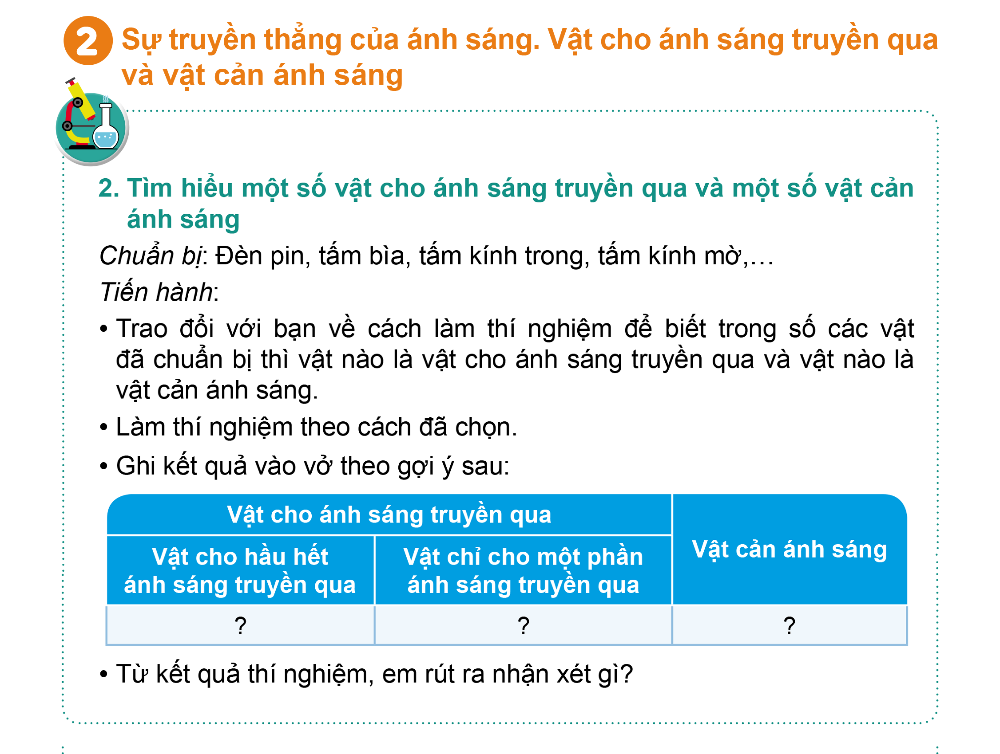 2 Sự truyền thẳng của ánh sáng. Vật cho ánh sáng truyền qua
và vật cản ánh sáng
2. Tìm hiểu một số vật cho ánh sáng truyền qua và một số vật cản
ánh sáng
Chuẩn bị: Đèn pin, tấm bìa, tấm kính trong, tấm kính mờ,...
Tiến hành:
• Trao đổi với bạn về cách làm thí nghiệm để biết trong số các vật
đã chuẩn bị thì vật nào là vật cho ánh sáng truyền qua và vật nào là
vật cản ánh sáng.
• Làm thí nghiệm theo cách đã chọn.
• Ghi kết quả vào vở theo gợi ý sau:
Vật cho ánh sáng truyền qua
Vật cho hầu hết
ánh sáng truyền qua
Vật chỉ cho một phần
ánh sáng truyền qua
Vật cản ánh sáng
?
?
?
• Từ kết quả thí nghiệm, em rút ra nhận xét gì?